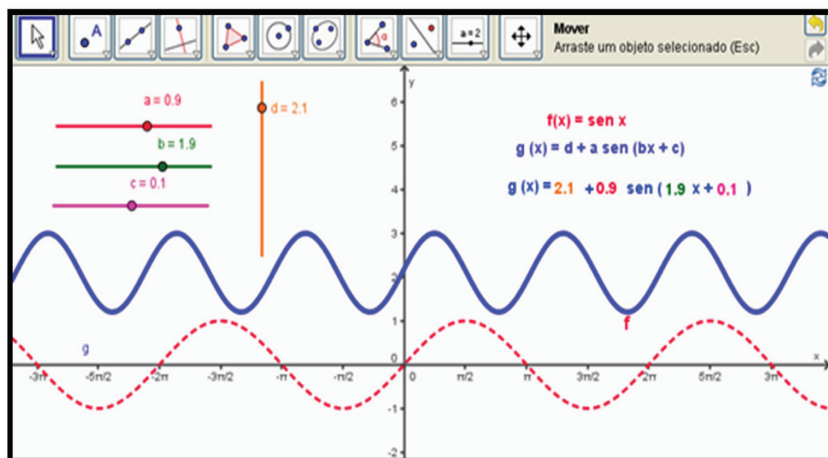 A
α
a = 2
Mover
Arraste um objeto selecionado (Esc)
a = 0.9
b = 1.9
c = 0.1
d = 2.1
f(x) = sen x
g (x) = d + a sen (bx + c)
g (x) = 2.1 + 0.9 sen ( 1.9 x + 0.1 )
y
6
5
4
3
2
1
0
-1
-2
f
g
x
-3π -5π/2 -2π -3π/2 -π -π/2 0 π/2 π 3π/2 2π 5π/2 3π